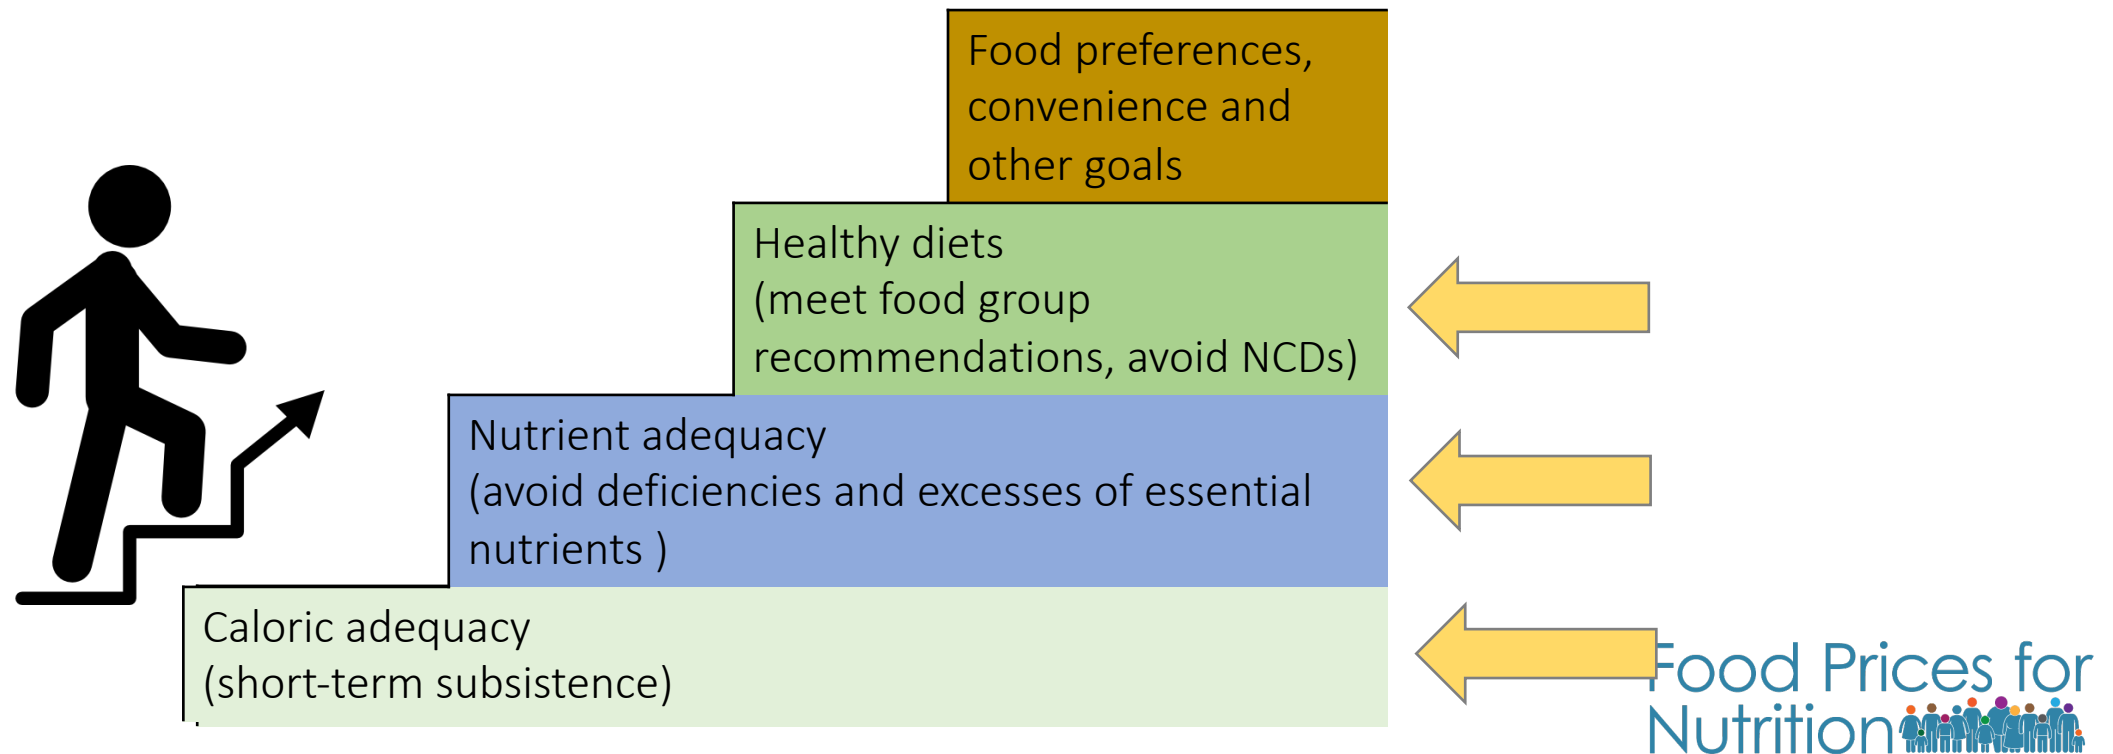 Food preferences,
convenience and
other goals
Healthy diets
(meet food group
recommendations, avoid NCDs)
Nutrient adequacy
(avoid deficiencies and excesses of essential
nutrients )
Caloric adequacy
(short-term subsistence)
Food Prices for
Nutrition